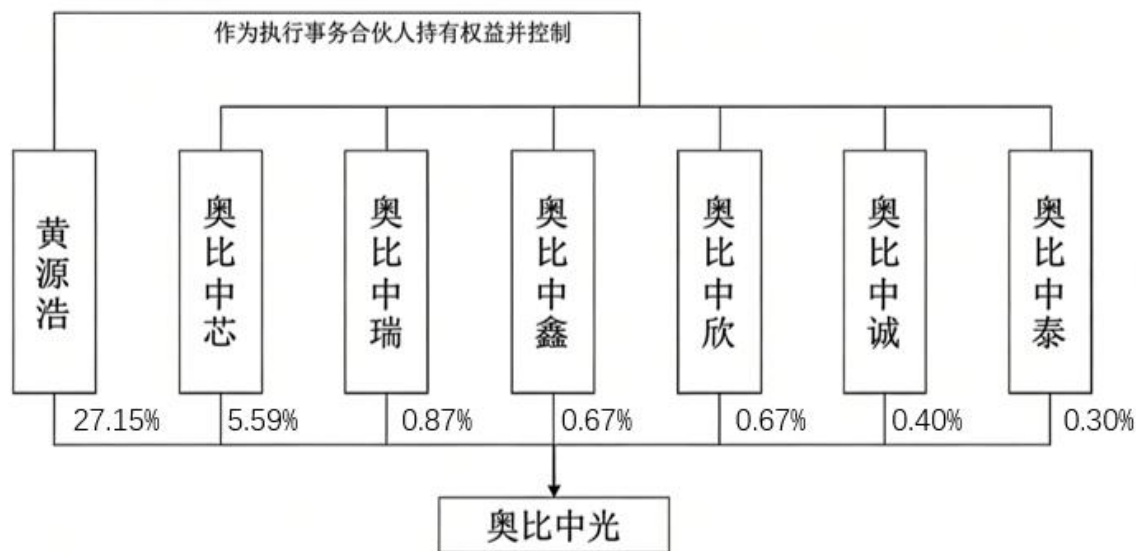 作为执行事务合伙人持有权益并控制
黄源浩
奥比中芯
奥比中瑞
奥比中鑫
奥比中欣
奥比中诚
奥比中泰
27.15%
5.59%
0.87%
0.67%
0.67%
0.40%
0.30%
奥比中光